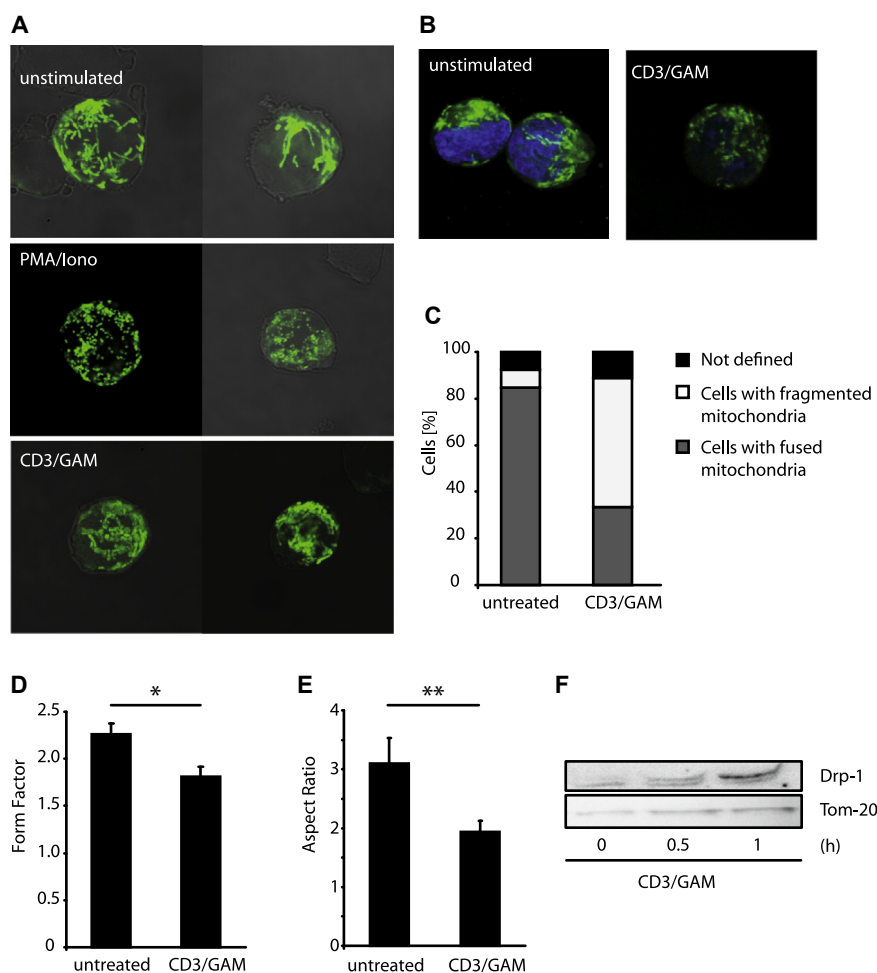 A
unstimulated
PMA/Iono
CD3/GAM
B
unstimulated
CD3/GAM
C
100
80
60
40
20
0
Cells [%]
untreated
CD3/GAM
Not defined
Cells with fragmented
mitochondria
Cells with fused
mitochondria
D
*
2.5
2.0
1.5
1.0
0.5
0
Form Factor
untreated
CD3/GAM
E
**
4
3
2
1
0
Aspect Ratio
untreated
CD3/GAM
F
Drp-1
Tom-20
0 0.5 1 (h)
CD3/GAM